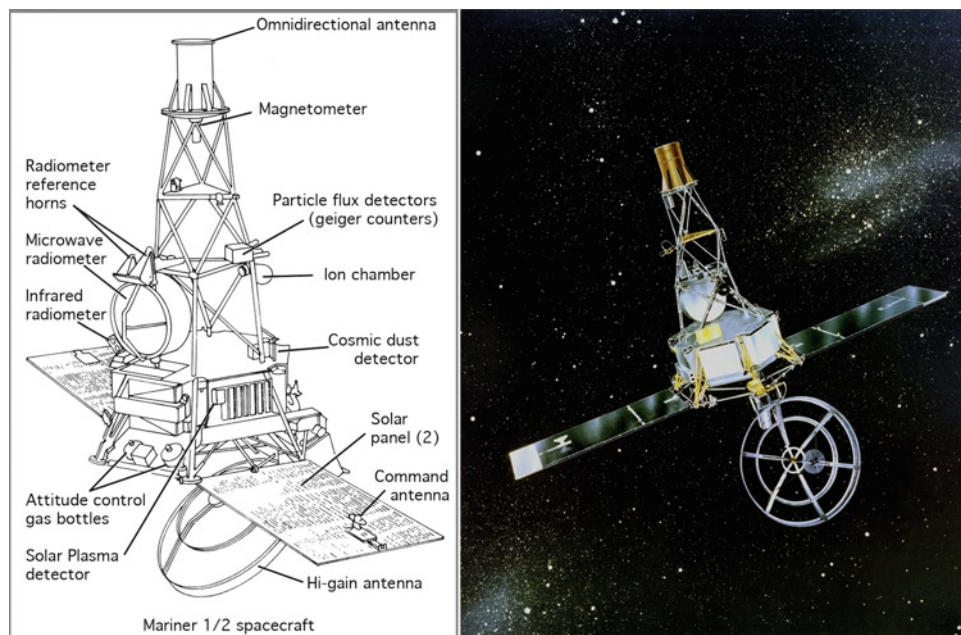 Omnidirectional antenna
Magnetometer
Radiometer
reference
horns
Particle flux detectors
(geiger counters)
Microwave
radiometer
Ion chamber
Infrared
radiometer
Cosmic dust
detector
Solar
panel (2)
Command
antenna
Attitude control
gas bottles
Solar Plasma
detector
Hi-gain antenna
Mariner 1/2 spacecraft